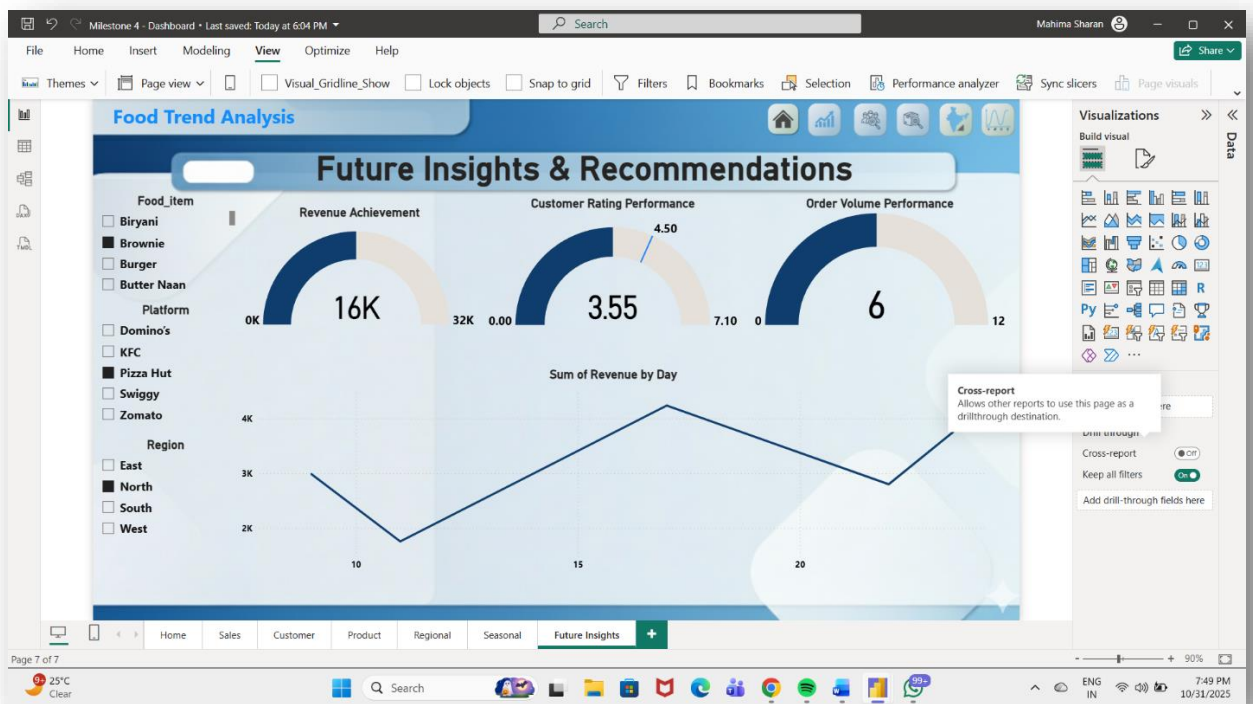 Milestone 4 - Dashboard • Last saved: Today at 6:04 PM
Search
Mahima Sharan
File Home Insert Modeling View Optimize Help
Share
Themes Page view Visual_Gridline_Show Lock objects Snap to grid Filters Bookmarks Selection Performance analyzer Sync slicers Page visuals
Food Trend Analysis
Future Insights & Recommendations
Food_item
Biryani
Brownie
Burger
Butter Naan
Platform
Domino's
KFC
Pizza Hut
Swiggy
Zomato
Region
East
North
South
West
Revenue Achievement
16K
0K 32K
Customer Rating Performance
4.50
3.55
0.00 7.10
Order Volume Performance
6
0 12
Sum of Revenue by Day
4K
3K
2K
10 15 20
Visualizations
Data
Build visual
123
R
Py
Cross-report
Allows other reports to use this page as a
drillthrough destination.
Drill through
Cross-report Off
Keep all filters On
Add drill-through fields here
Home Sales Customer Product Regional Seasonal Future Insights
Page 7 of 7
90%
9+
25°C
Clear
Search
99+
ENG
IN
7:49 PM
10/31/2025